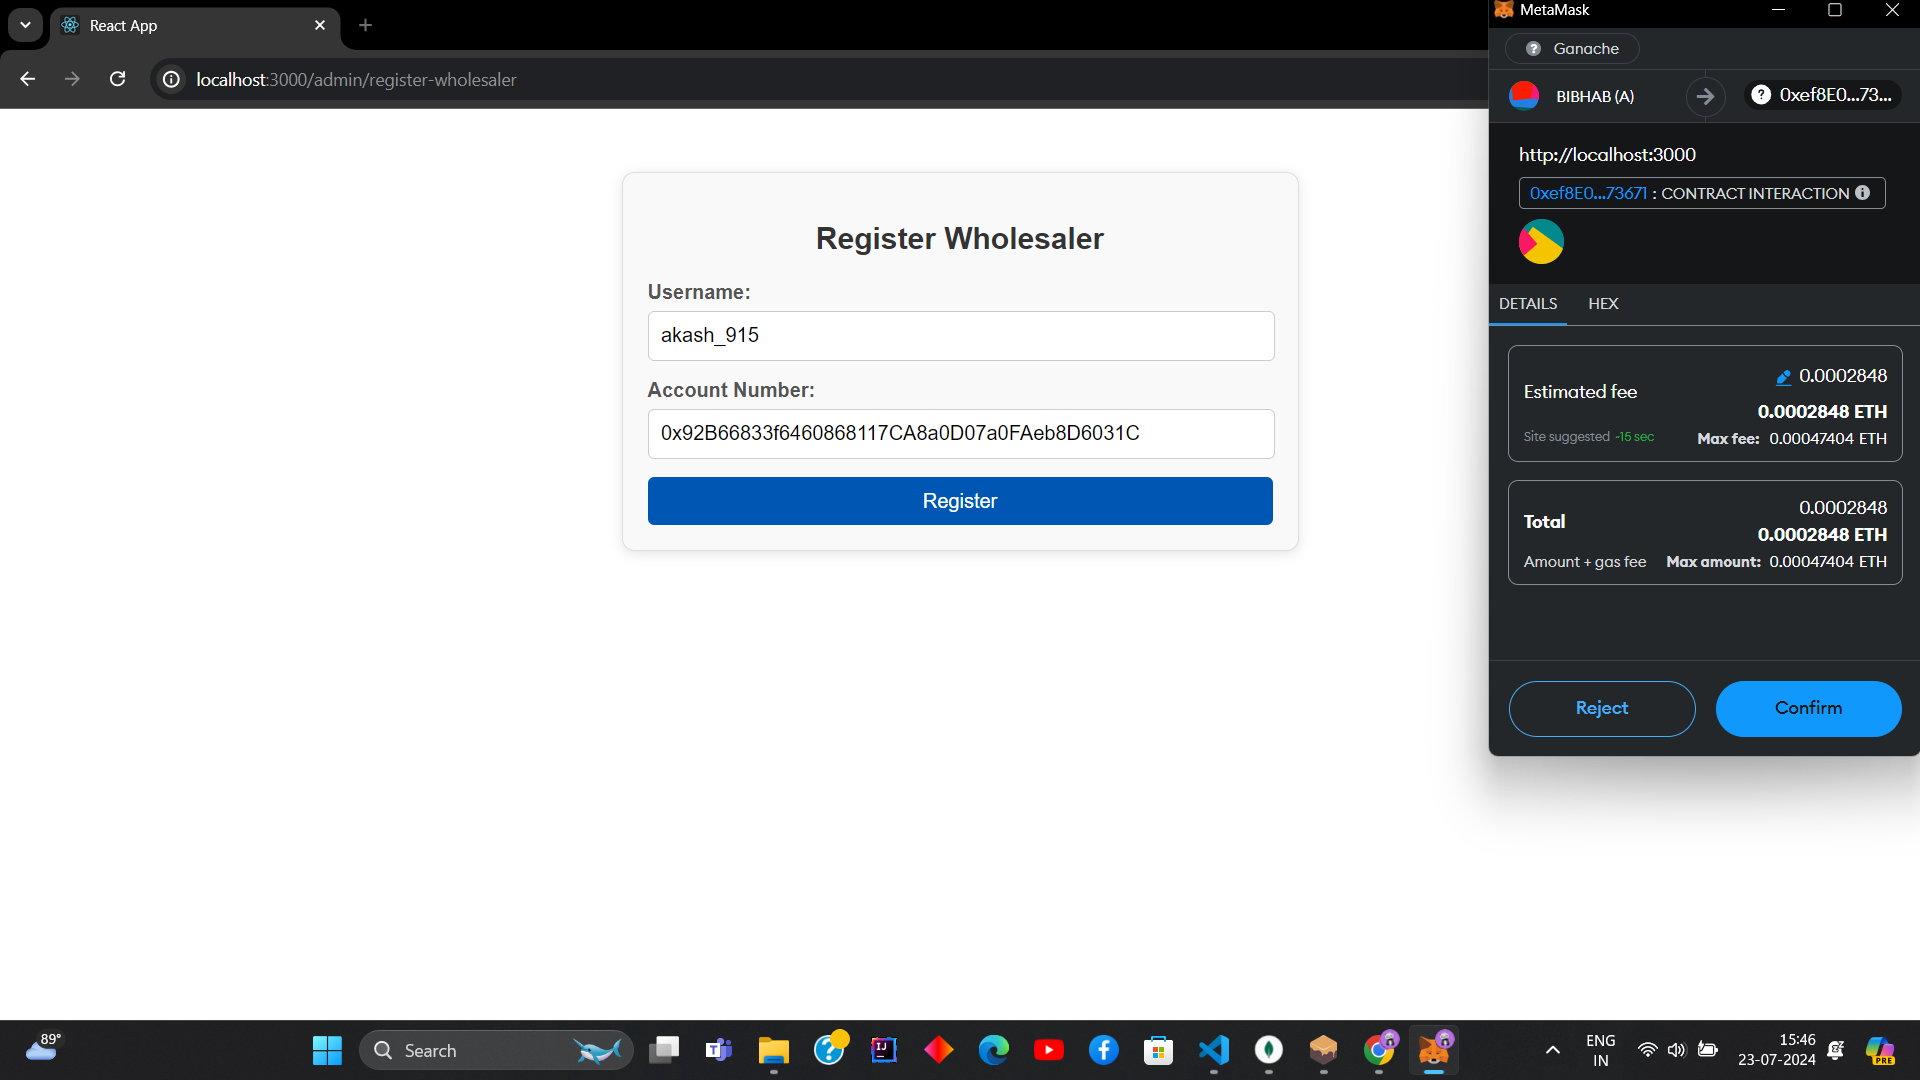 React App
localhost:3000/admin/register-wholesaler
Register Wholesaler
Username:
akash_915
Account Number:
0x92B66833f6460868117CA8a0D07a0FAeb8D6031C
Register
MetaMask
Ganache
BIBHAB (A)
0xef8E0...73...
http://localhost:3000
0xef8E0...73671 : CONTRACT INTERACTION
DETAILS HEX
Estimated fee
0.0002848
0.0002848 ETH
Site suggested ~15 sec
Max fee: 0.00047404 ETH
Total
0.0002848
0.0002848 ETH
Amount + gas fee
Max amount: 0.00047404 ETH
Reject
Confirm
89°
Search
IJ
ENG
IN
15:46
23-07-2024
PRE